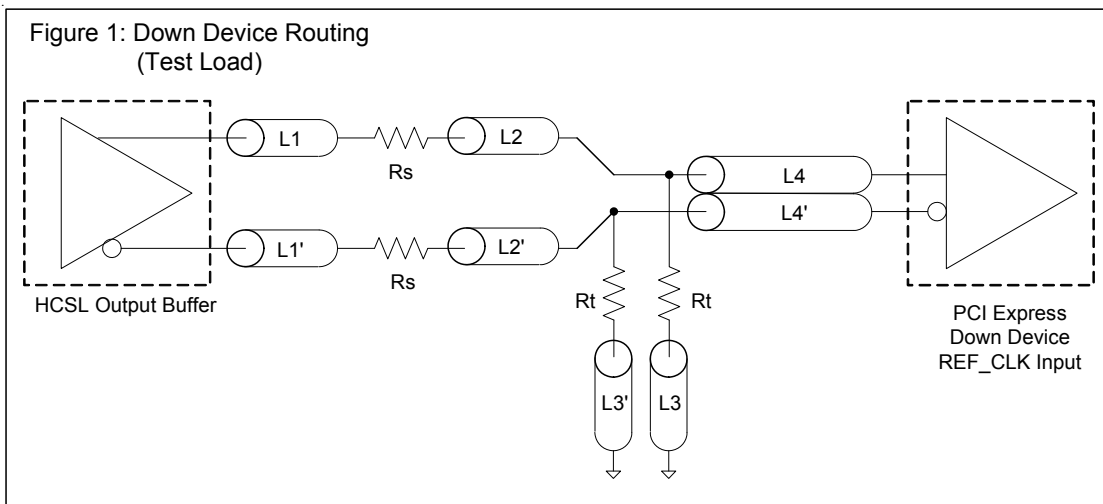 Figure 1: Down Device Routing
(Test Load)
L1
Rs
L2
L4
L4'
L1'
Rs
L2'
HCSL Output Buffer
Rt
Rt
L3'
L3
PCI Express
Down Device
REF_CLK Input